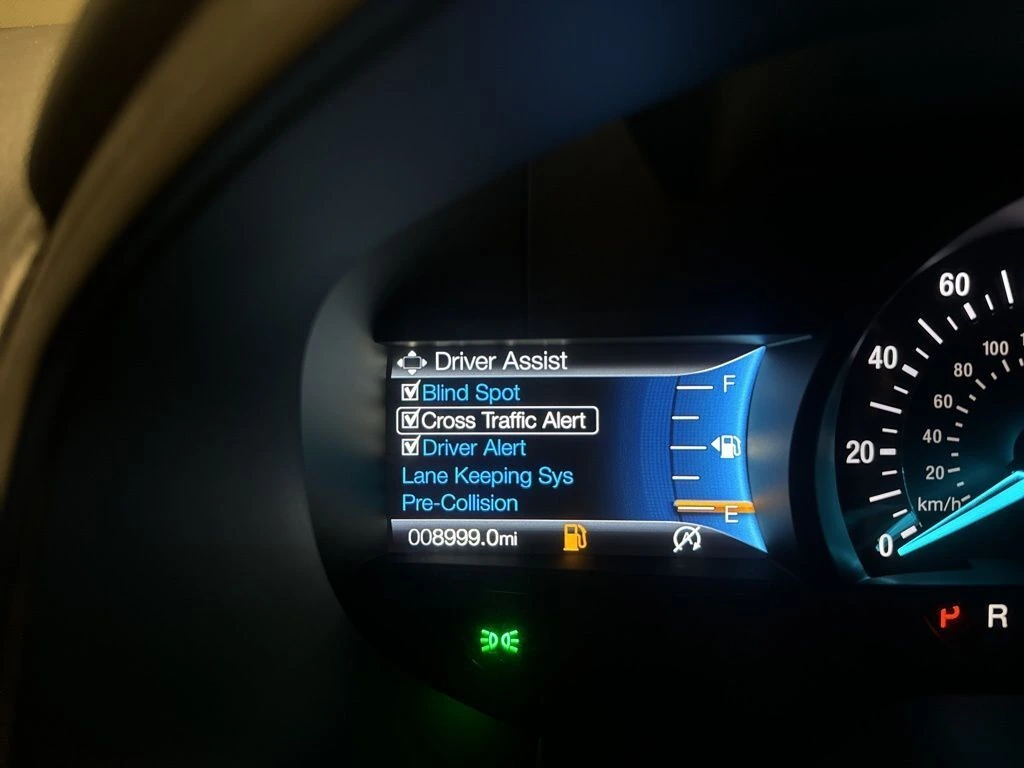 Driver Assist
Blind Spot
Cross Traffic Alert
Driver Alert
Lane Keeping Sys
Pre-Collision
008999.0mi
F
E
60
40
20
0
100
80
60
40
20
km/h
P R